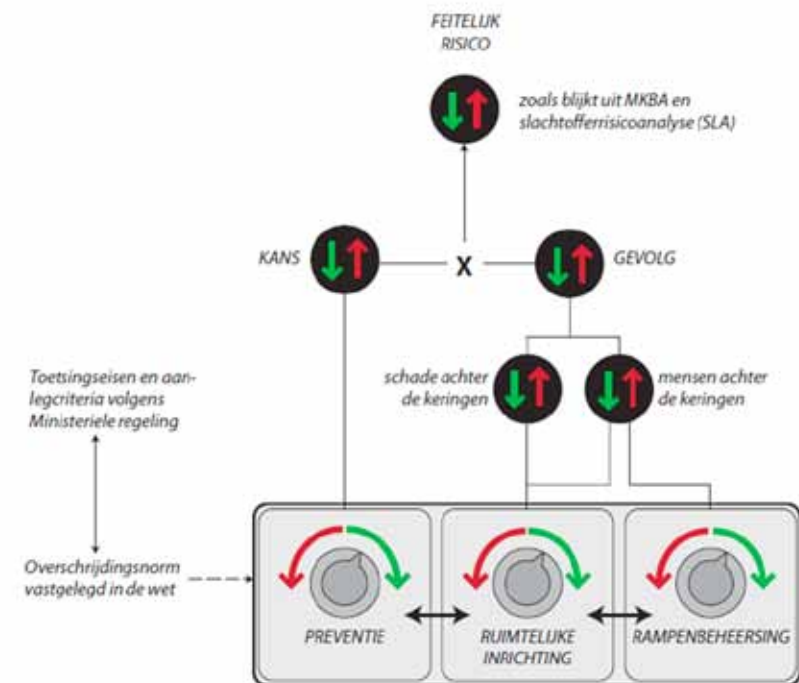 FEITELIJK
RISICO
zoals blijkt uit MKBA en
slachtofferrisicoanalyse (SLA)
KANS
X
GEVOLG
Toetsingseisen en aan-
legcriteria volgens
Ministeriele regeling
schade achter
de keringen
mensen achter
de keringen
Overschrijdingsnorm
vastgelegd in de wet
PREVENTIE
RUIMTELIJKE
INRICHTING
RAMPENBEHEERSING